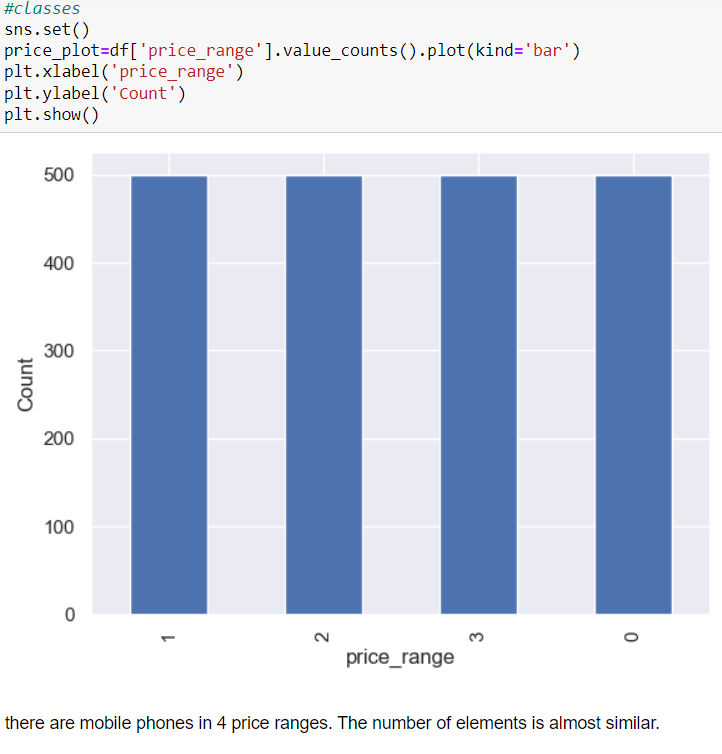 #classes
sns.set()
price_plot=df['price_range'].value_counts().plot(kind='bar')
plt.xlabel('price_range')
plt.ylabel('Count')
plt.show()
500
400
300
200
100
0
Count
1 2 3 0
price_range
there are mobile phones in 4 price ranges. The number of elements is almost similar.